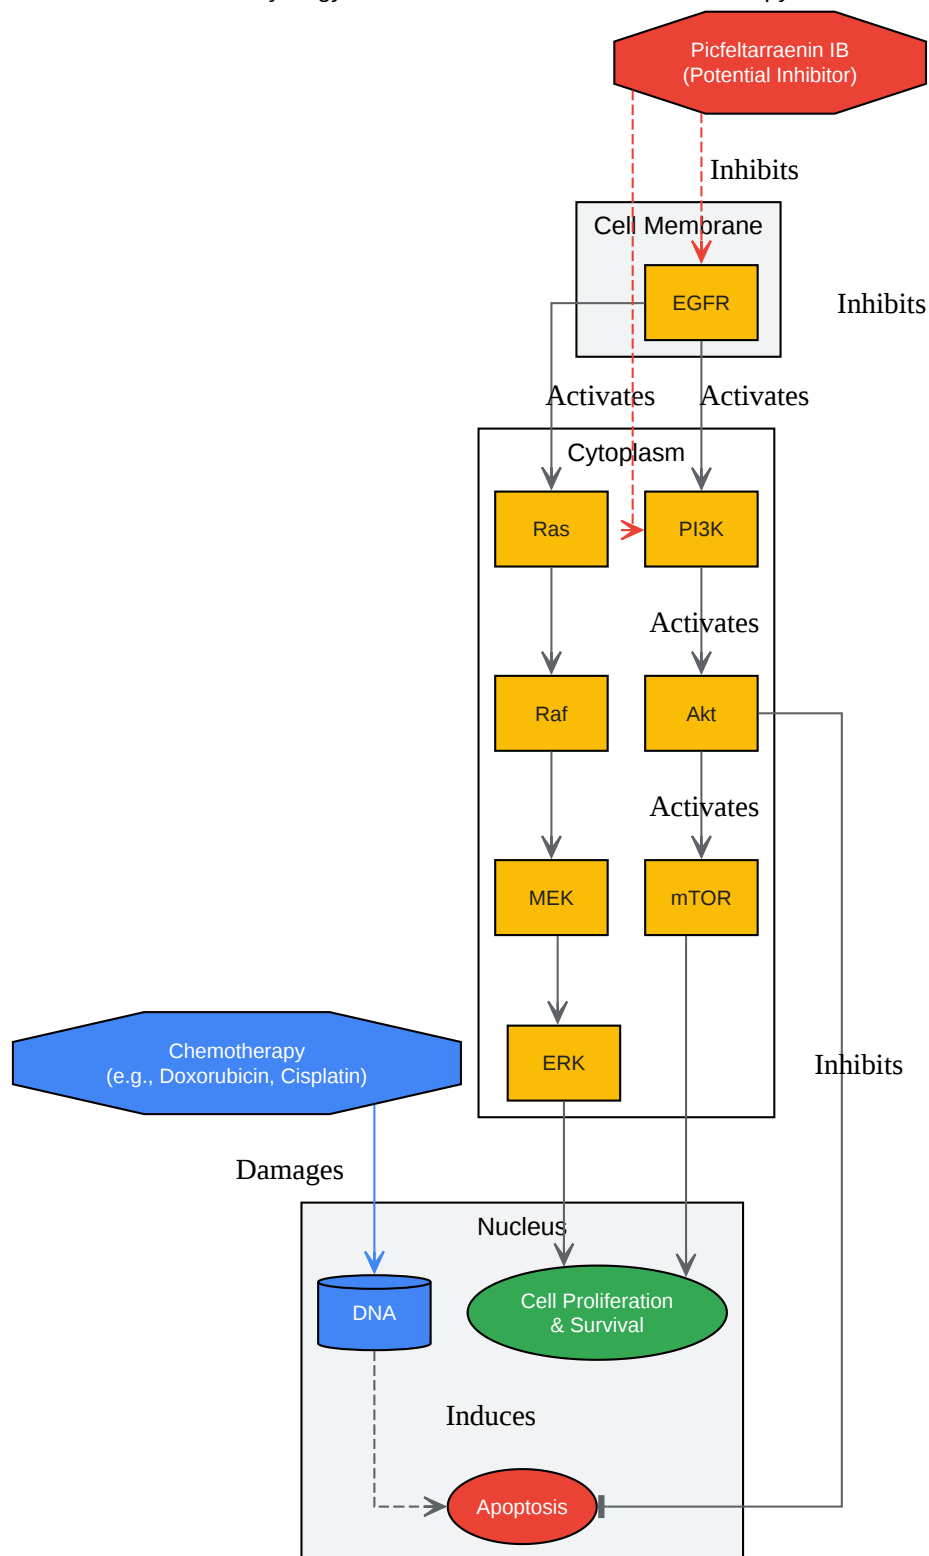 Picfeltarraenin IB
(Potential Inhibitor)
Inhibits
Cell Membrane
EGFR
Inhibits
Activates
Activates
Cytoplasm
Ras
PI3K
Activates
Raf
Akt
Activates
MEK
mTOR
Chemotherapy
(e.g., Doxorubicin, Cisplatin)
ERK
Inhibits
Damages
Nucleus
DNA
Cell Proliferation
& Survival
Induces
Apoptosis